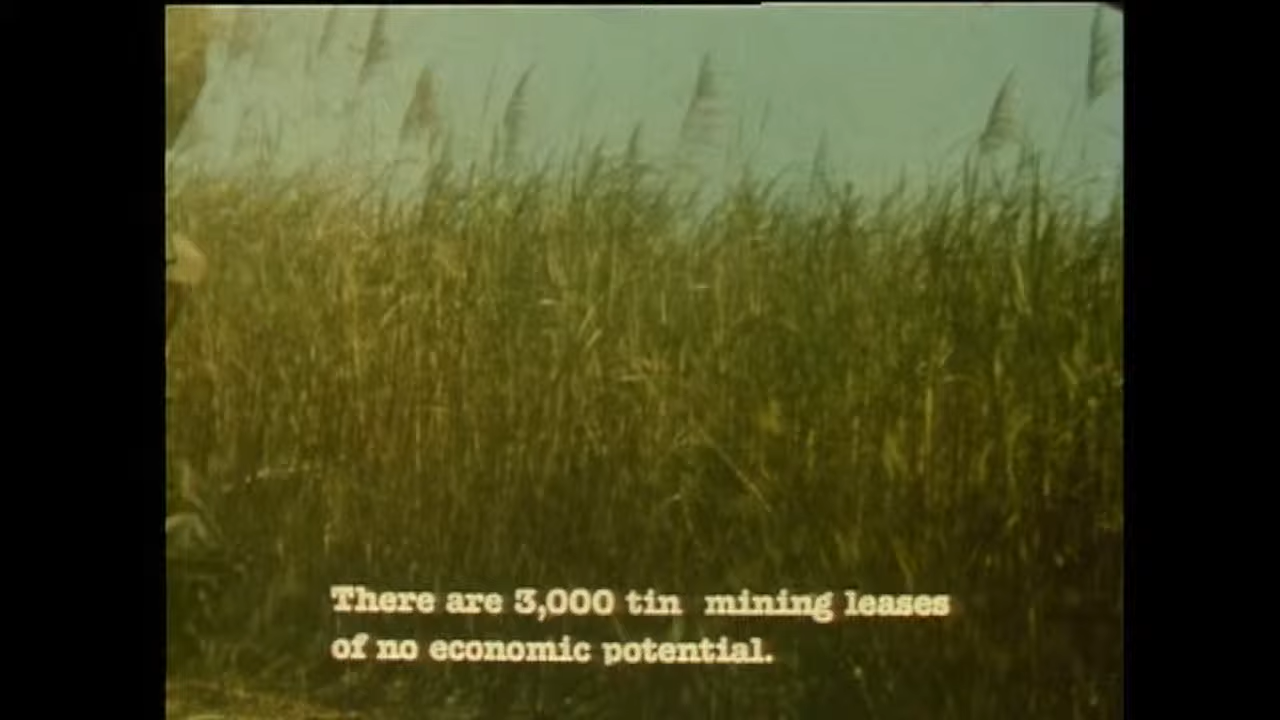 There are 3,000 tin mining leases
of no economic potential.